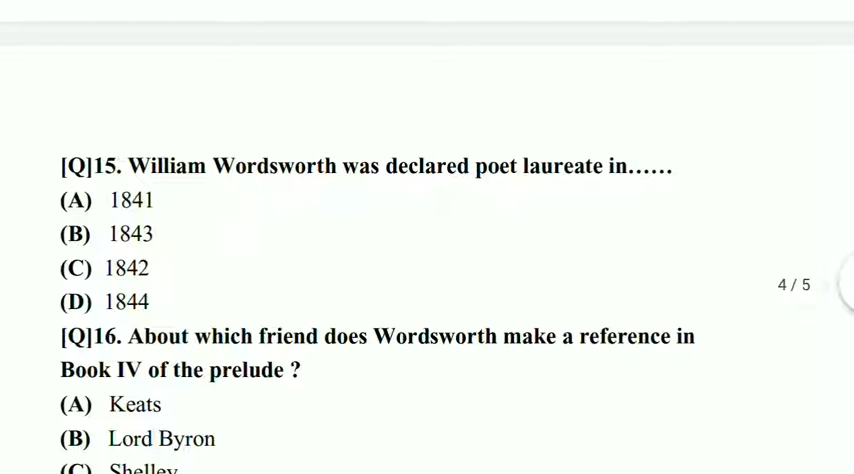 [Q]15. William Wordsworth was declared poet laureate in……
(A) 1841
(B) 1843
(C) 1842
(D) 1844
4 / 5
[Q]16. About which friend does Wordsworth make a reference in
Book IV of the prelude ?
(A) Keats
(B) Lord Byron
(C) Shelley